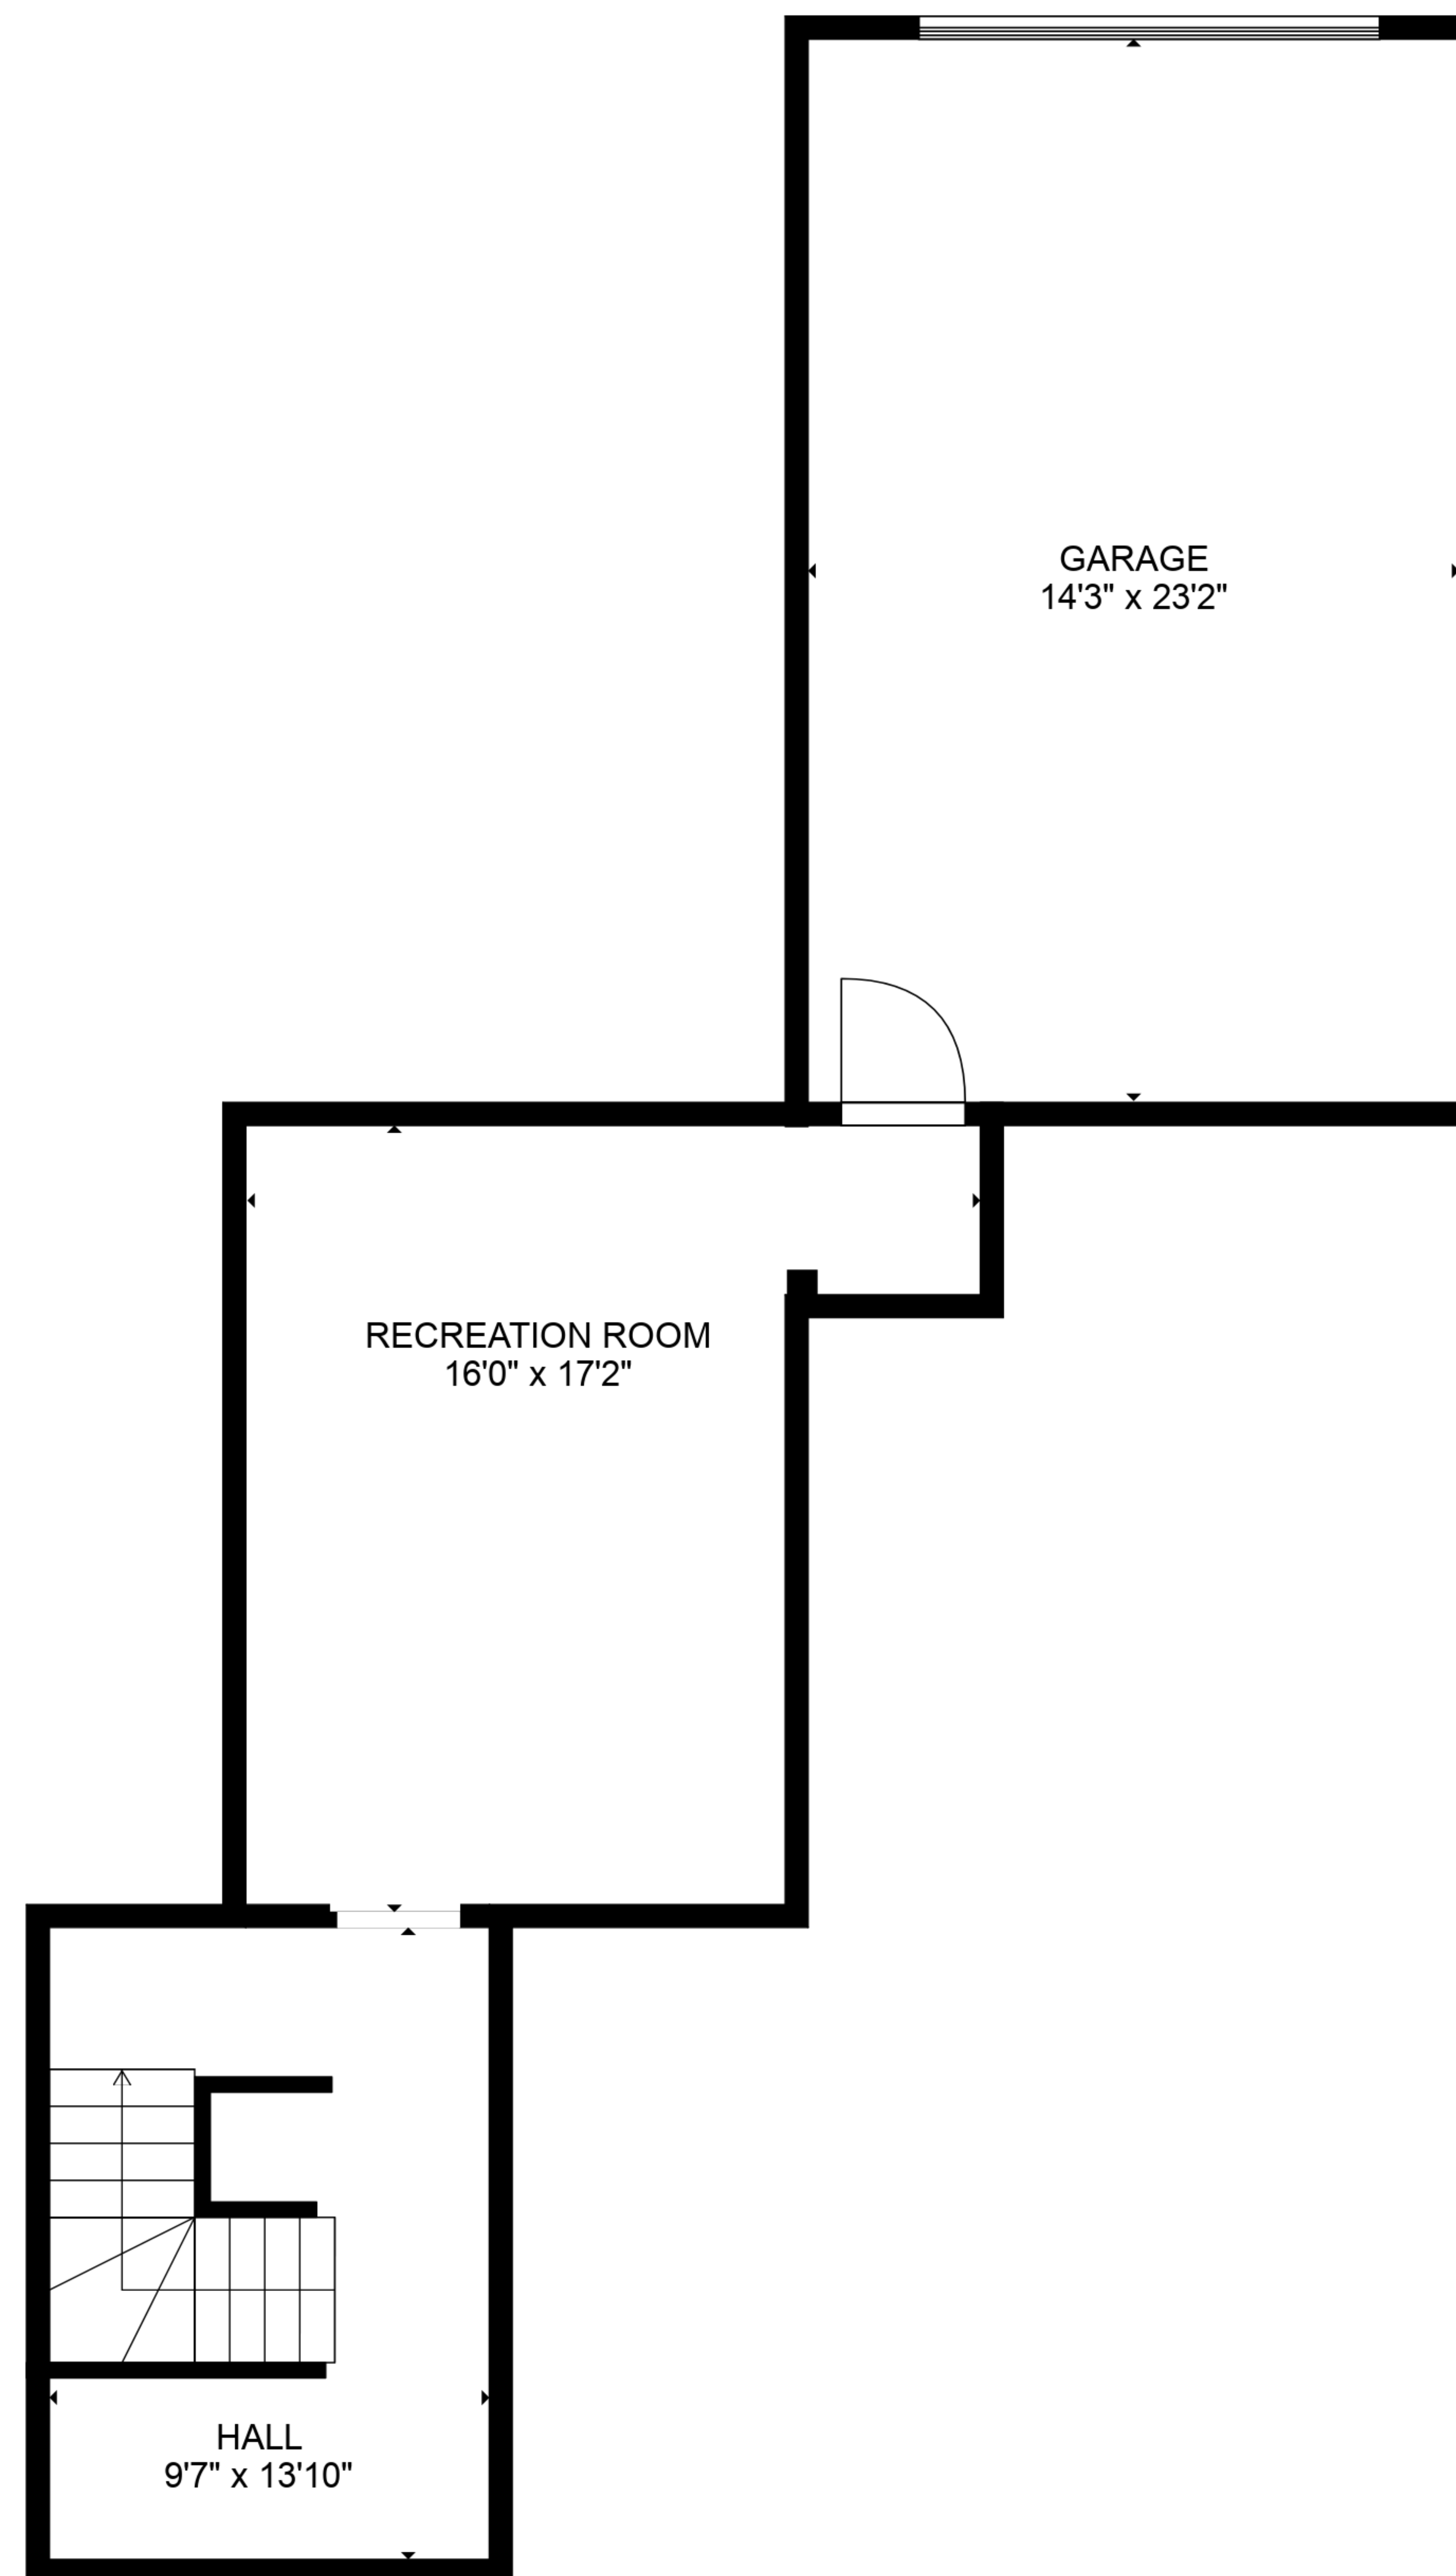 GARAGE
14'3" x 23'2"
RECREATION ROOM
16'0" x 17'2"
HALL
9'7" x 13'10"